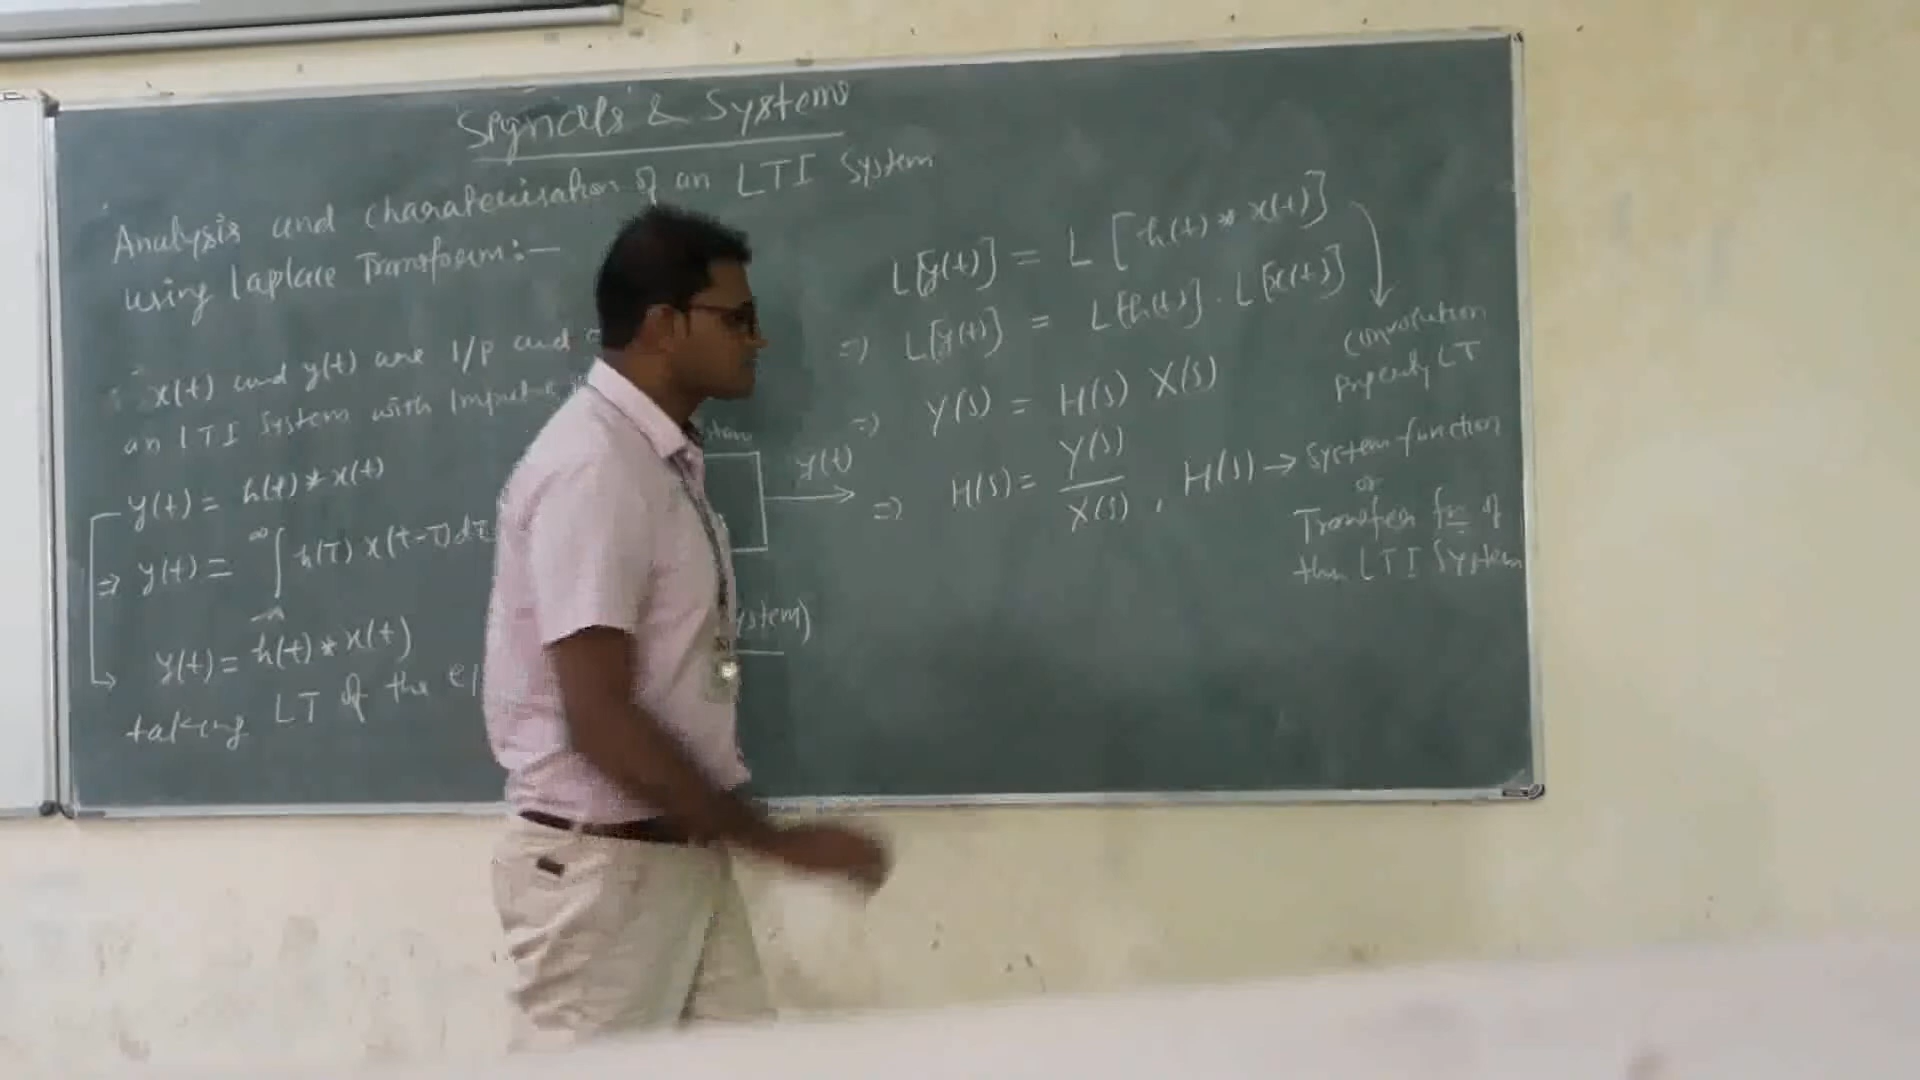 Signals & Systems
Analysis and characterisation of an LTI System
using Laplace Transform:-
x(t) and y(t) are I/P and
an LTI System with
y(t) = h(t) * x(t)
⇒ y(t) = ∫ h(τ) x(t-τ)dτ
∞
-∞
y(t) = h(t) * x(t)
taking LT of the
y(t)
ystem)
L[y(t)] = L[h(t) * x(t)]
⇒ L[y(t)] = L[h(t)] . L[x(t)]
convolution
property LT
⇒ Y(s) = H(s) X(s)
⇒ H(s) = Y(s)/X(s) , H(s) → System function
or
Transfer fn of
the LTI System